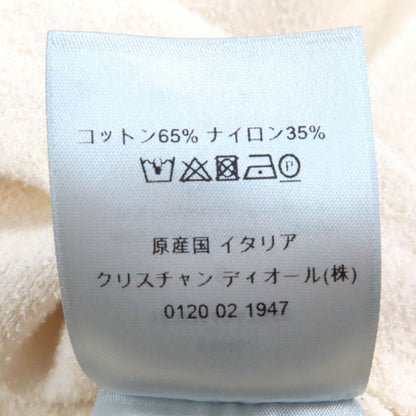 コットン65% ナイロン35%
P
原産国 イタリア
クリスチャン ディオール(株)
0120 02 1947